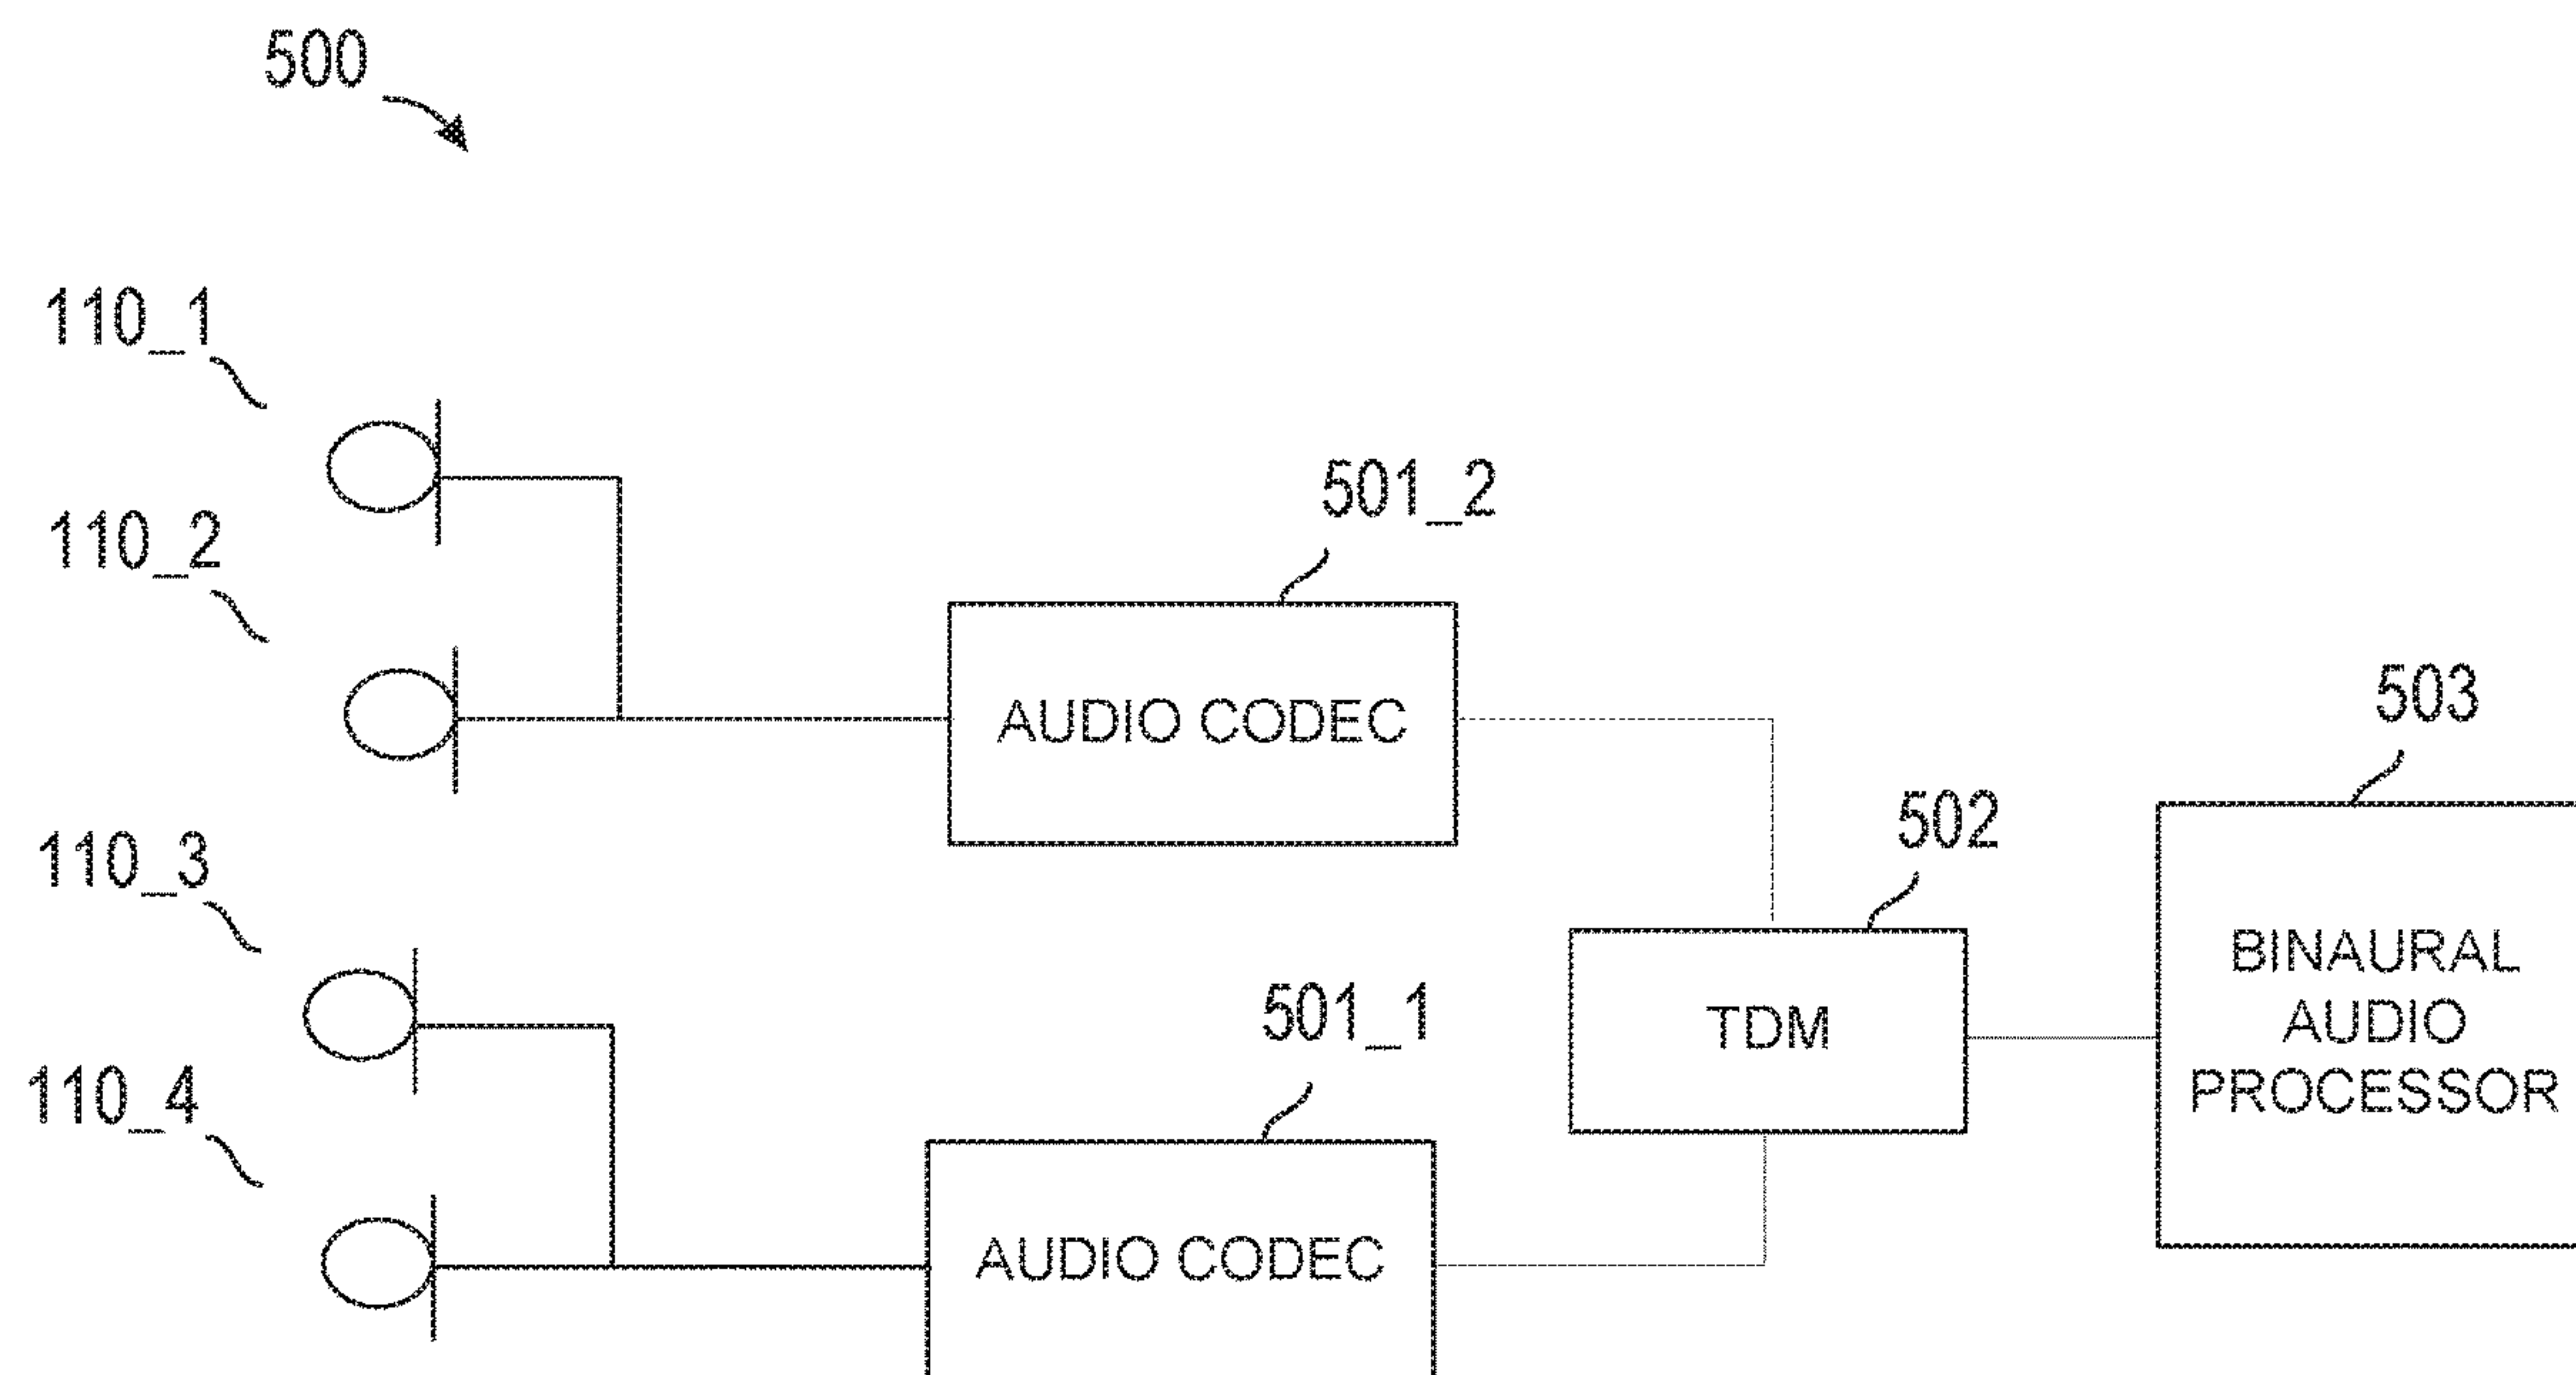 500
110_1
110_2
501_2
AUDIO CODEC
503
502
110_3
BINAURAL
AUDIO
PROCESSOR
TDM
501_1
110_4
AUDIO CODEC